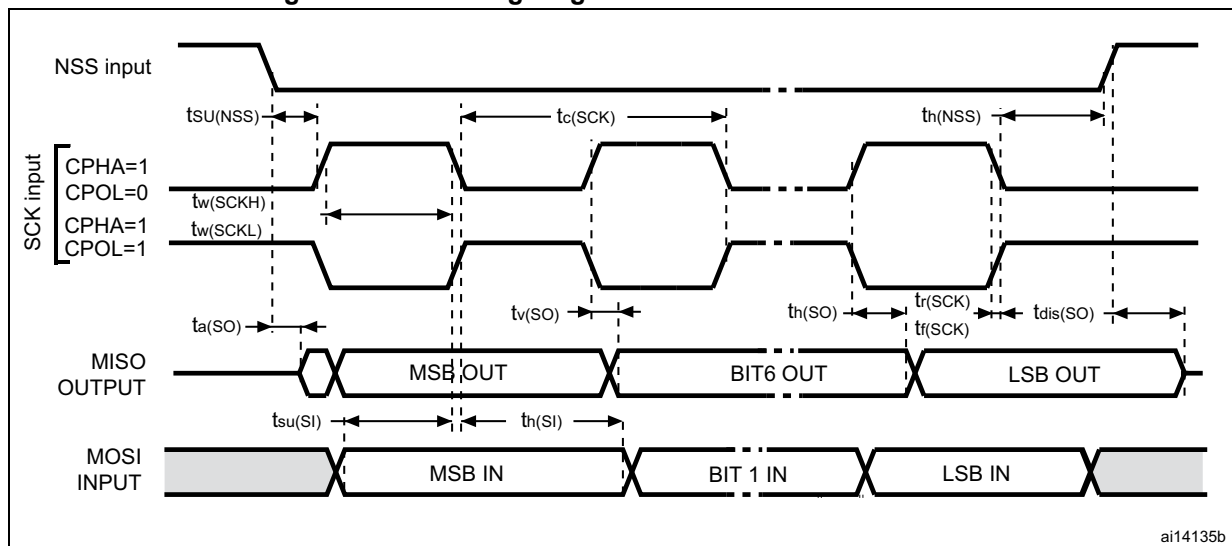 NSS input
tSU(NSS)
tc(SCK)
th(NSS)
SCK input
CPHA=1
CPOL=0
tw(SCKH)
CPHA=1
tw(SCKL)
CPOL=1
ta(SO)
tv(SO)
th(SO)
tr(SCK)
tf(SCK)
tdis(SO)
MISO
OUTPUT
MSB OUT
BIT6 OUT
LSB OUT
tsu(SI)
th(SI)
MOSI
INPUT
MSB IN
BIT 1 IN
LSB IN
ai14135b